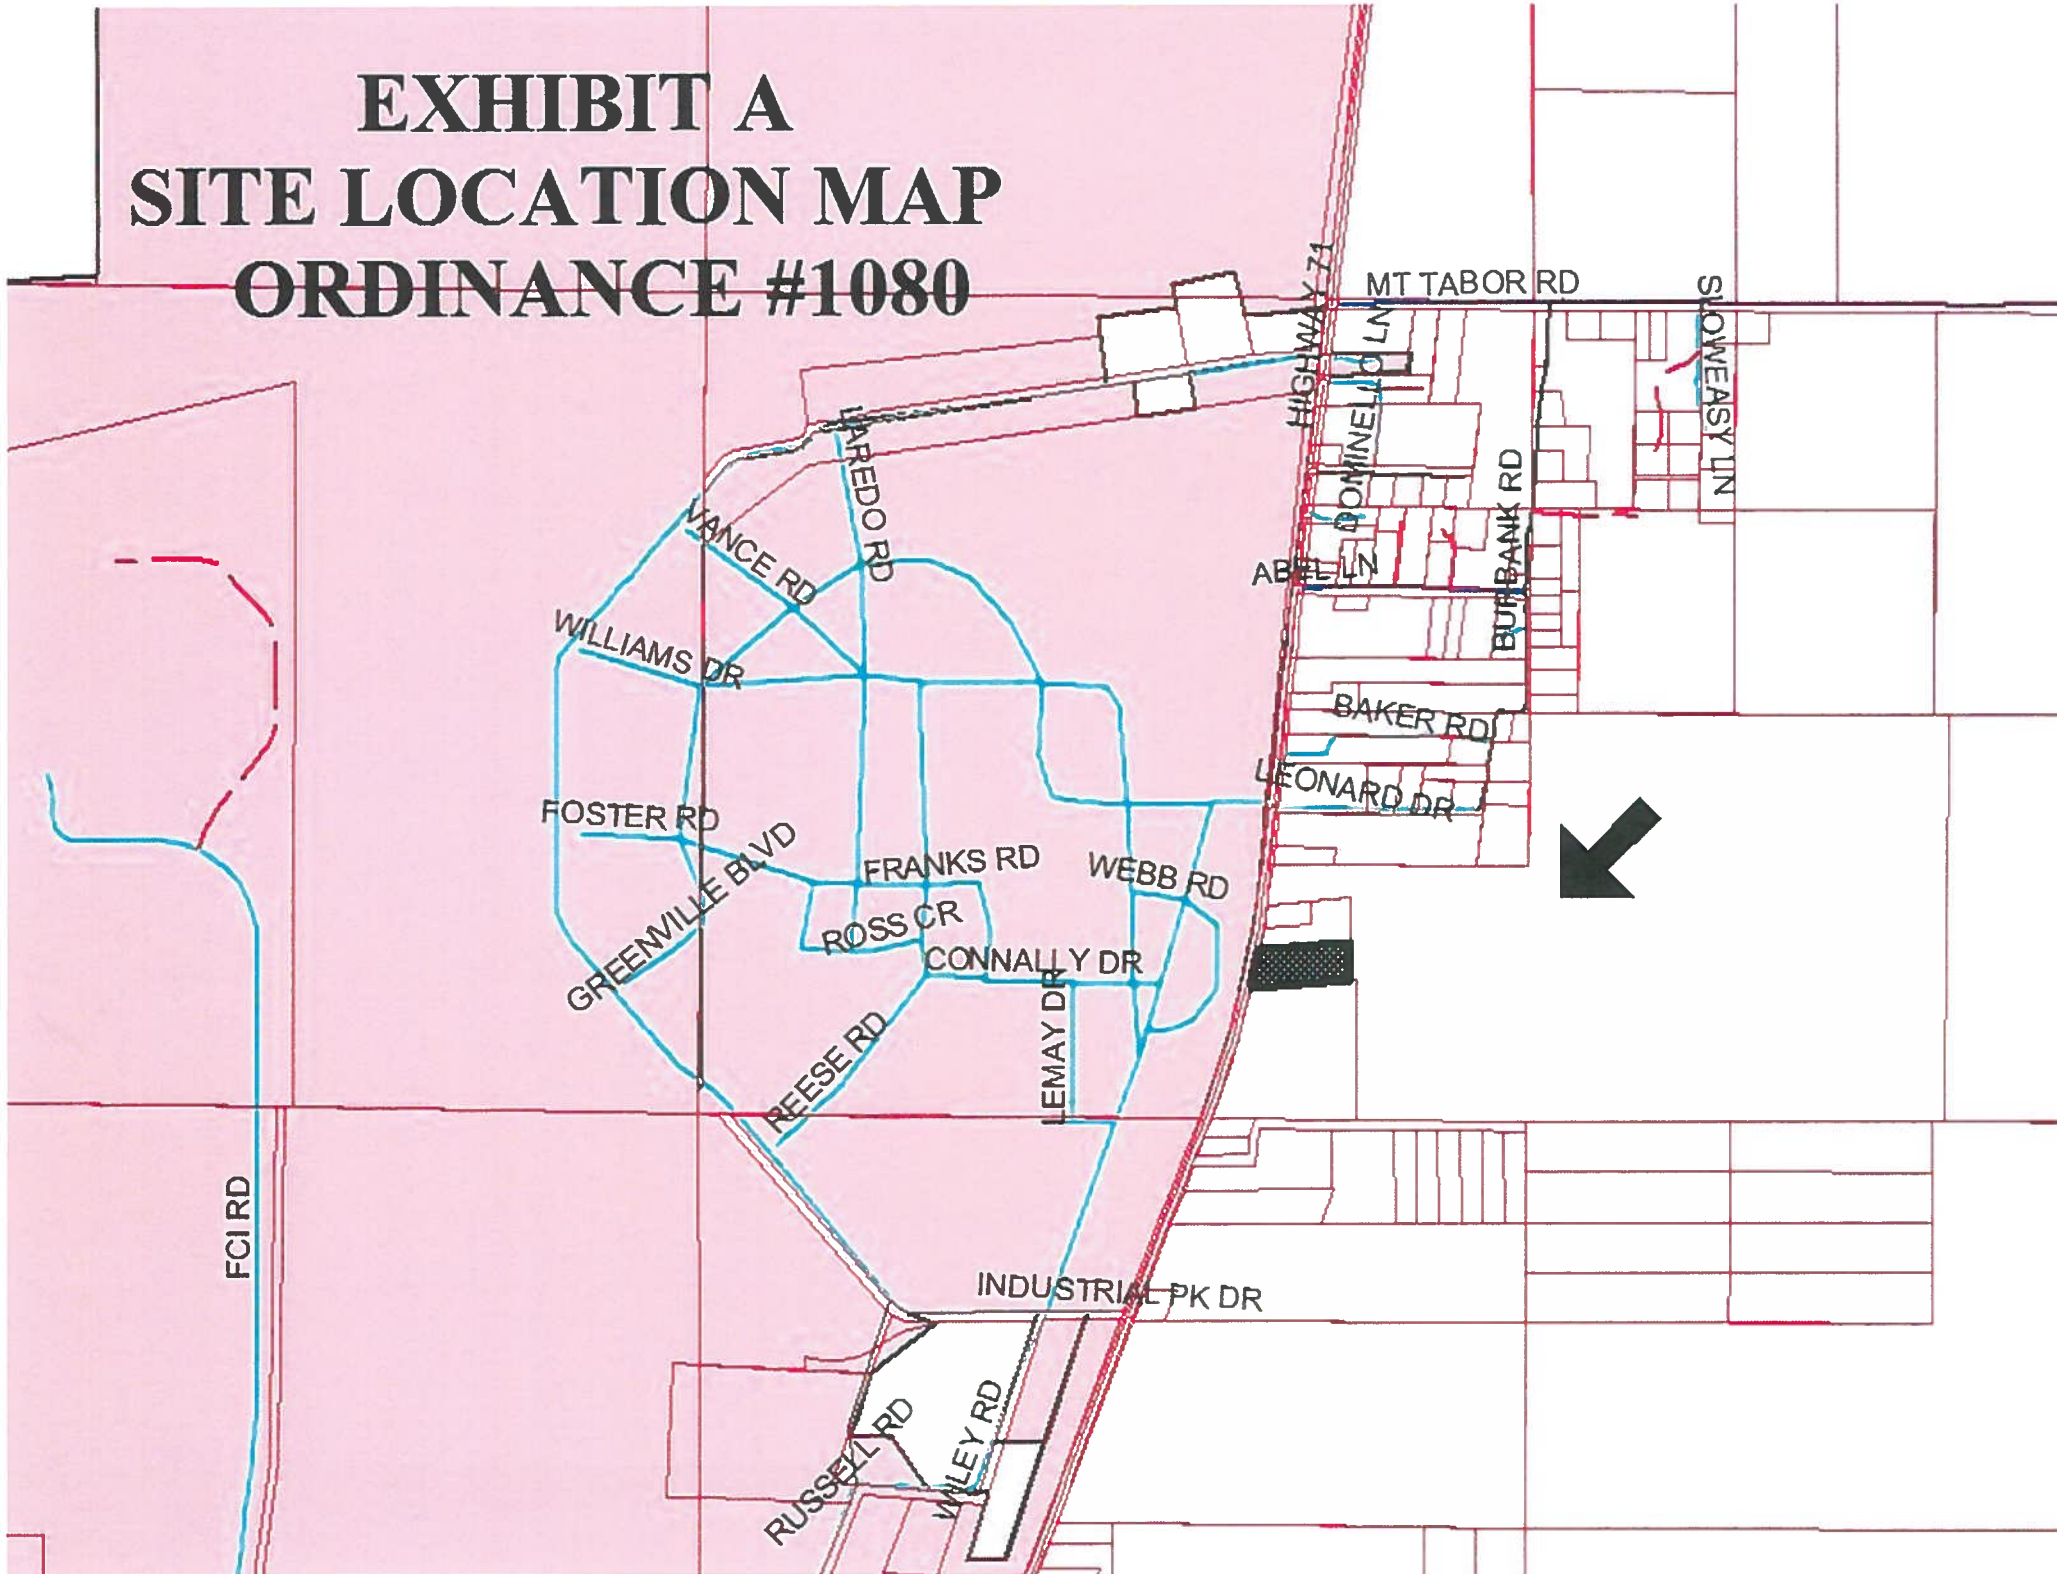 EXHIBIT A
SITE LOCATION MAP
ORDINANCE #1080
HIGHWAY 71
MT TABOR RD
SLOWEASY LN
DOMINELLO LN
LAREDO RD
BURBANK RD
VANCE RD
ABEL LN
WILLIAMS DR
BAKER RD
LEONARD DR
FOSTER RD
GREENVILLE BLVD
FRANKS RD
WEBB RD
ROSS CR
CONNALLY DR
LEMAY DR
REESE RD
FCI RD
INDUSTRIAL PK DR
RUSSELL RD
WILEY RD